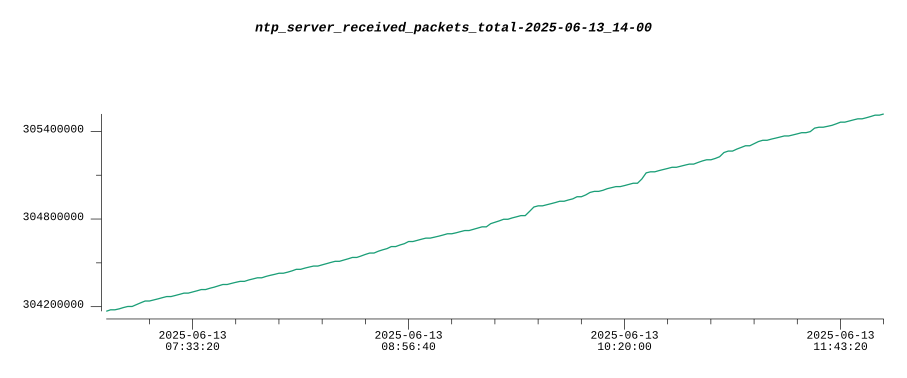 ntp_server_received_packets_total-2025-06-13_14-00
305400000
304800000
304200000
2025-06-13 2025-06-13 2025-06-13 2025-06-13
07:33:20 08:56:40 10:20:00 11:43:20